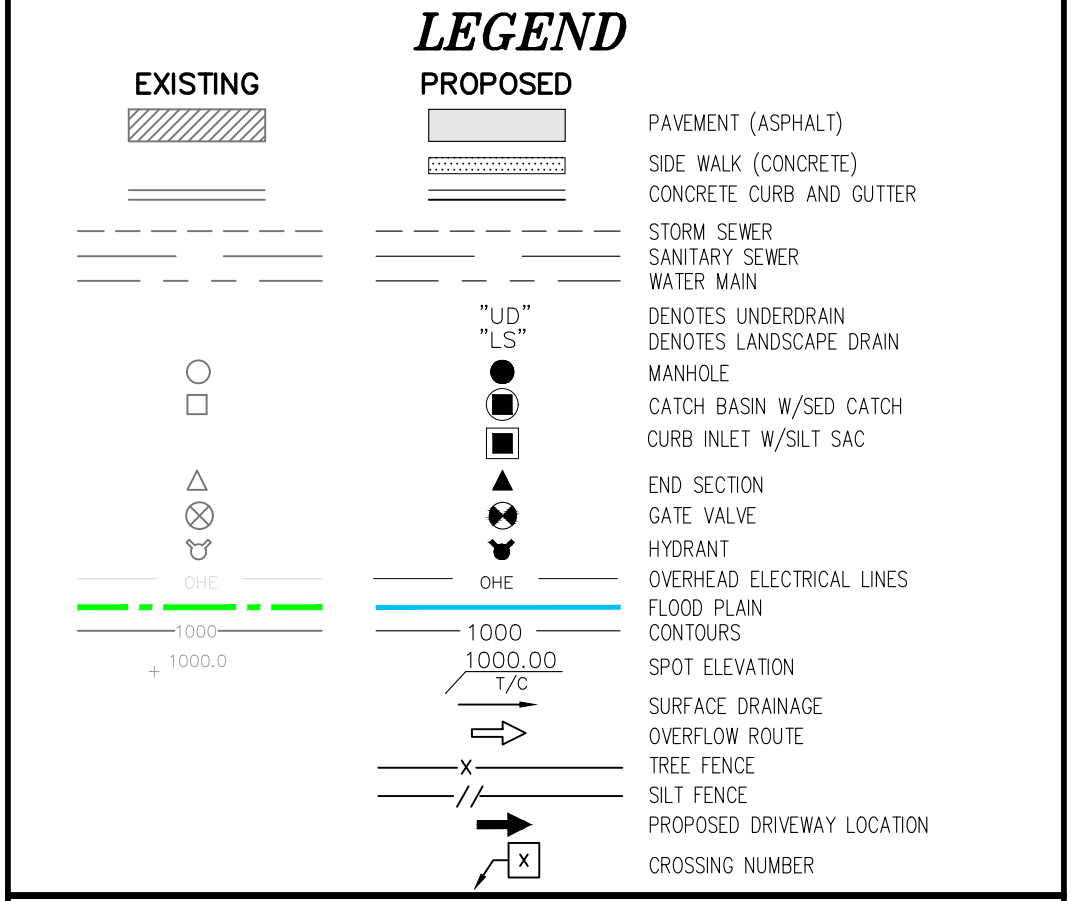 LEGEND
EXISTING PROPOSED
PAVEMENT (ASPHALT)
SIDE WALK (CONCRETE)
CONCRETE CURB AND GUTTER
STORM SEWER
SANITARY SEWER
WATER MAIN
"UD" DENOTES UNDERDRAIN
"LS" DENOTES LANDSCAPE DRAIN
MANHOLE
CATCH BASIN W/SED CATCH
CURB INLET W/SILT SAC
END SECTION
GATE VALVE
HYDRANT
OHE OHE OVERHEAD ELECTRICAL LINES
FLOOD PLAIN
1000 1000 CONTOURS
1000.0 1000.00 SPOT ELEVATION
T/C
SURFACE DRAINAGE
OVERFLOW ROUTE
X TREE FENCE
// SILT FENCE
PROPOSED DRIVEWAY LOCATION
X CROSSING NUMBER